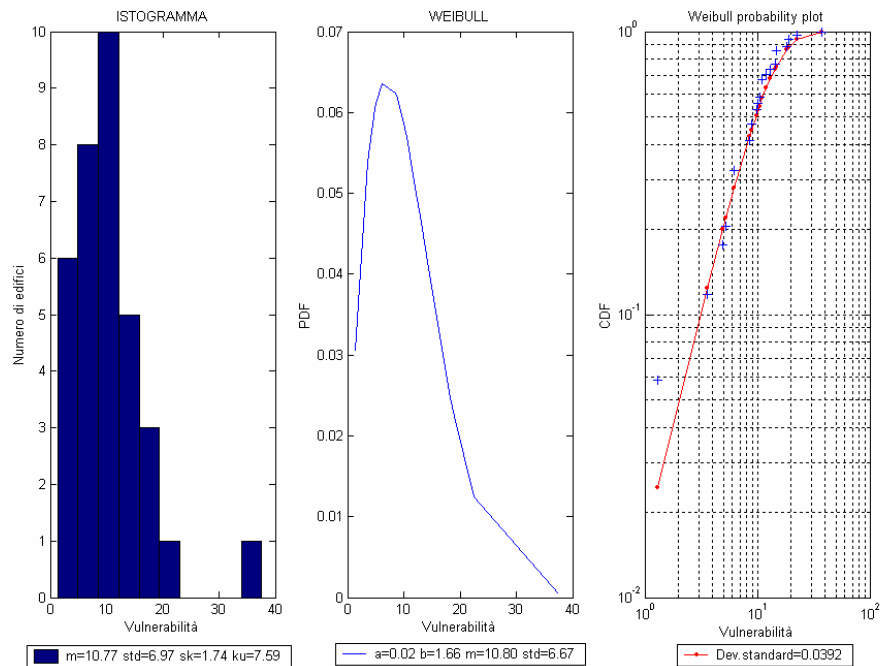 ISTOGRAMMA
10
9
8
7
6
5
4
3
2
1
0
Numero di edifici
0 10 20 30 40
Vulnerabilità
m=10.77 std=6.97 sk=1.74 ku=7.59
WEIBULL
0.07
0.06
0.05
0.04
0.03
0.02
0.01
0
PDF
0 10 20 30 40
Vulnerabilità
a=0.02 b=1.66 m=10.80 std=6.67
Weibull probability plot
10^0
10^-1
10^-2
CDF
10^0 10^1 10^2
Vulnerabilità
Dev.standard=0.0392